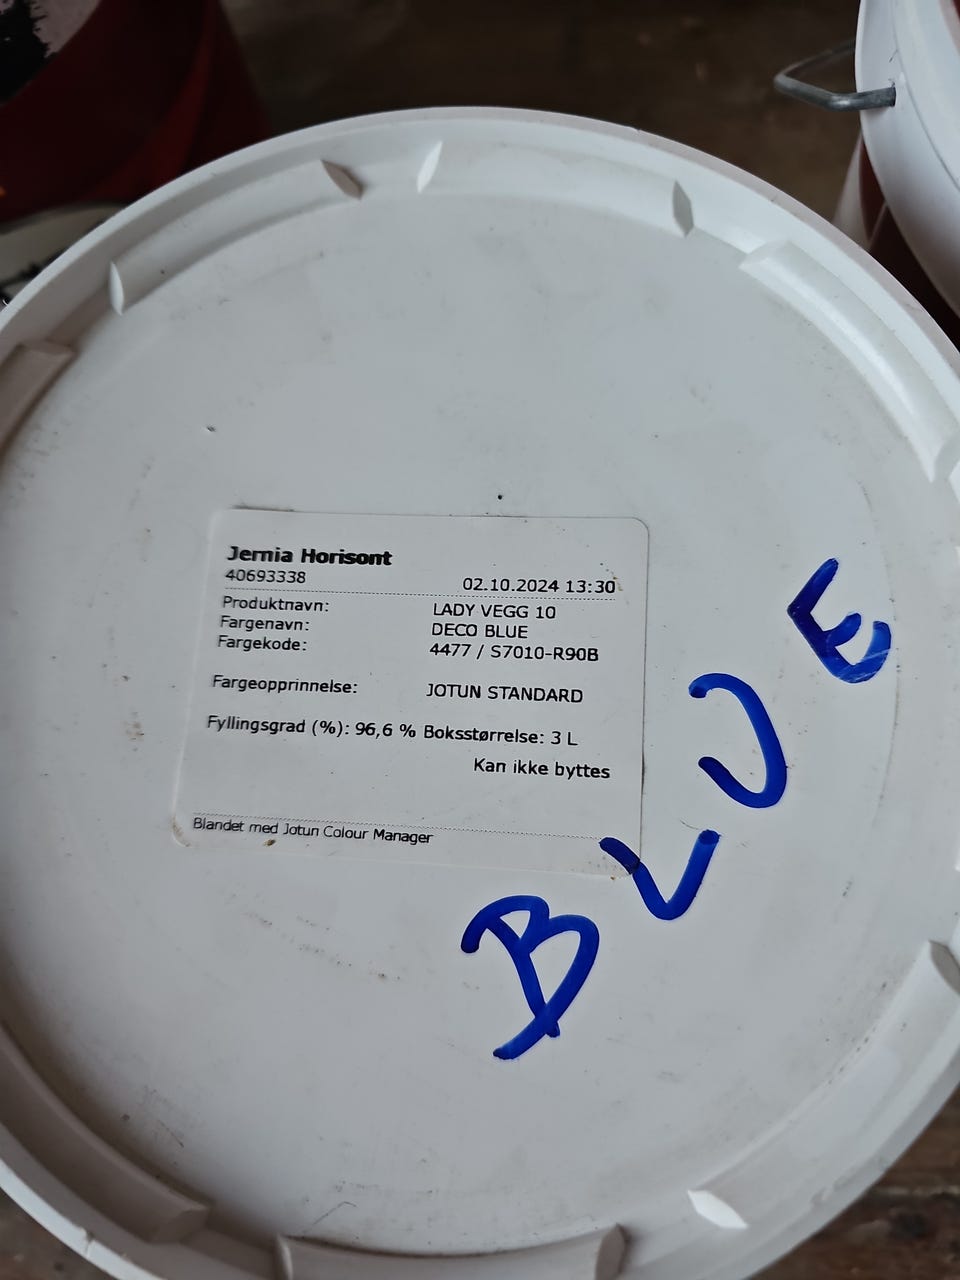 Jernia Horisont
40693338 02.10.2024 13:30
Produktnavn: LADY VEGG 10
Fargenavn: DECO BLUE
Fargekode: 4477 / S7010-R90B
Fargeopprinnelse: JOTUN STANDARD
Fyllingsgrad (%): 96,6 % Boksstørrelse: 3 L
Kan ikke byttes
Blandet med Jotun Colour Manager
BLUE